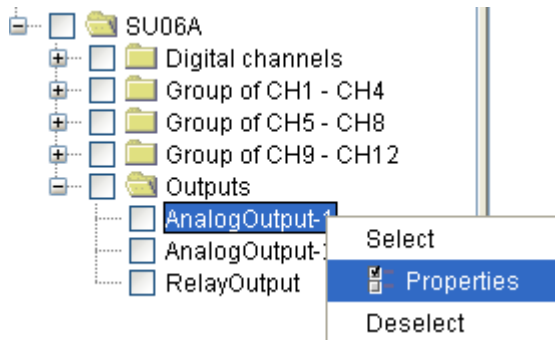 SU06A
Digital channels
Group of CH1 - CH4
Group of CH5 - CH8
Group of CH9 - CH12
Outputs
AnalogOutput-1
AnalogOutput-
RelayOutput
Select
Properties
Deselect